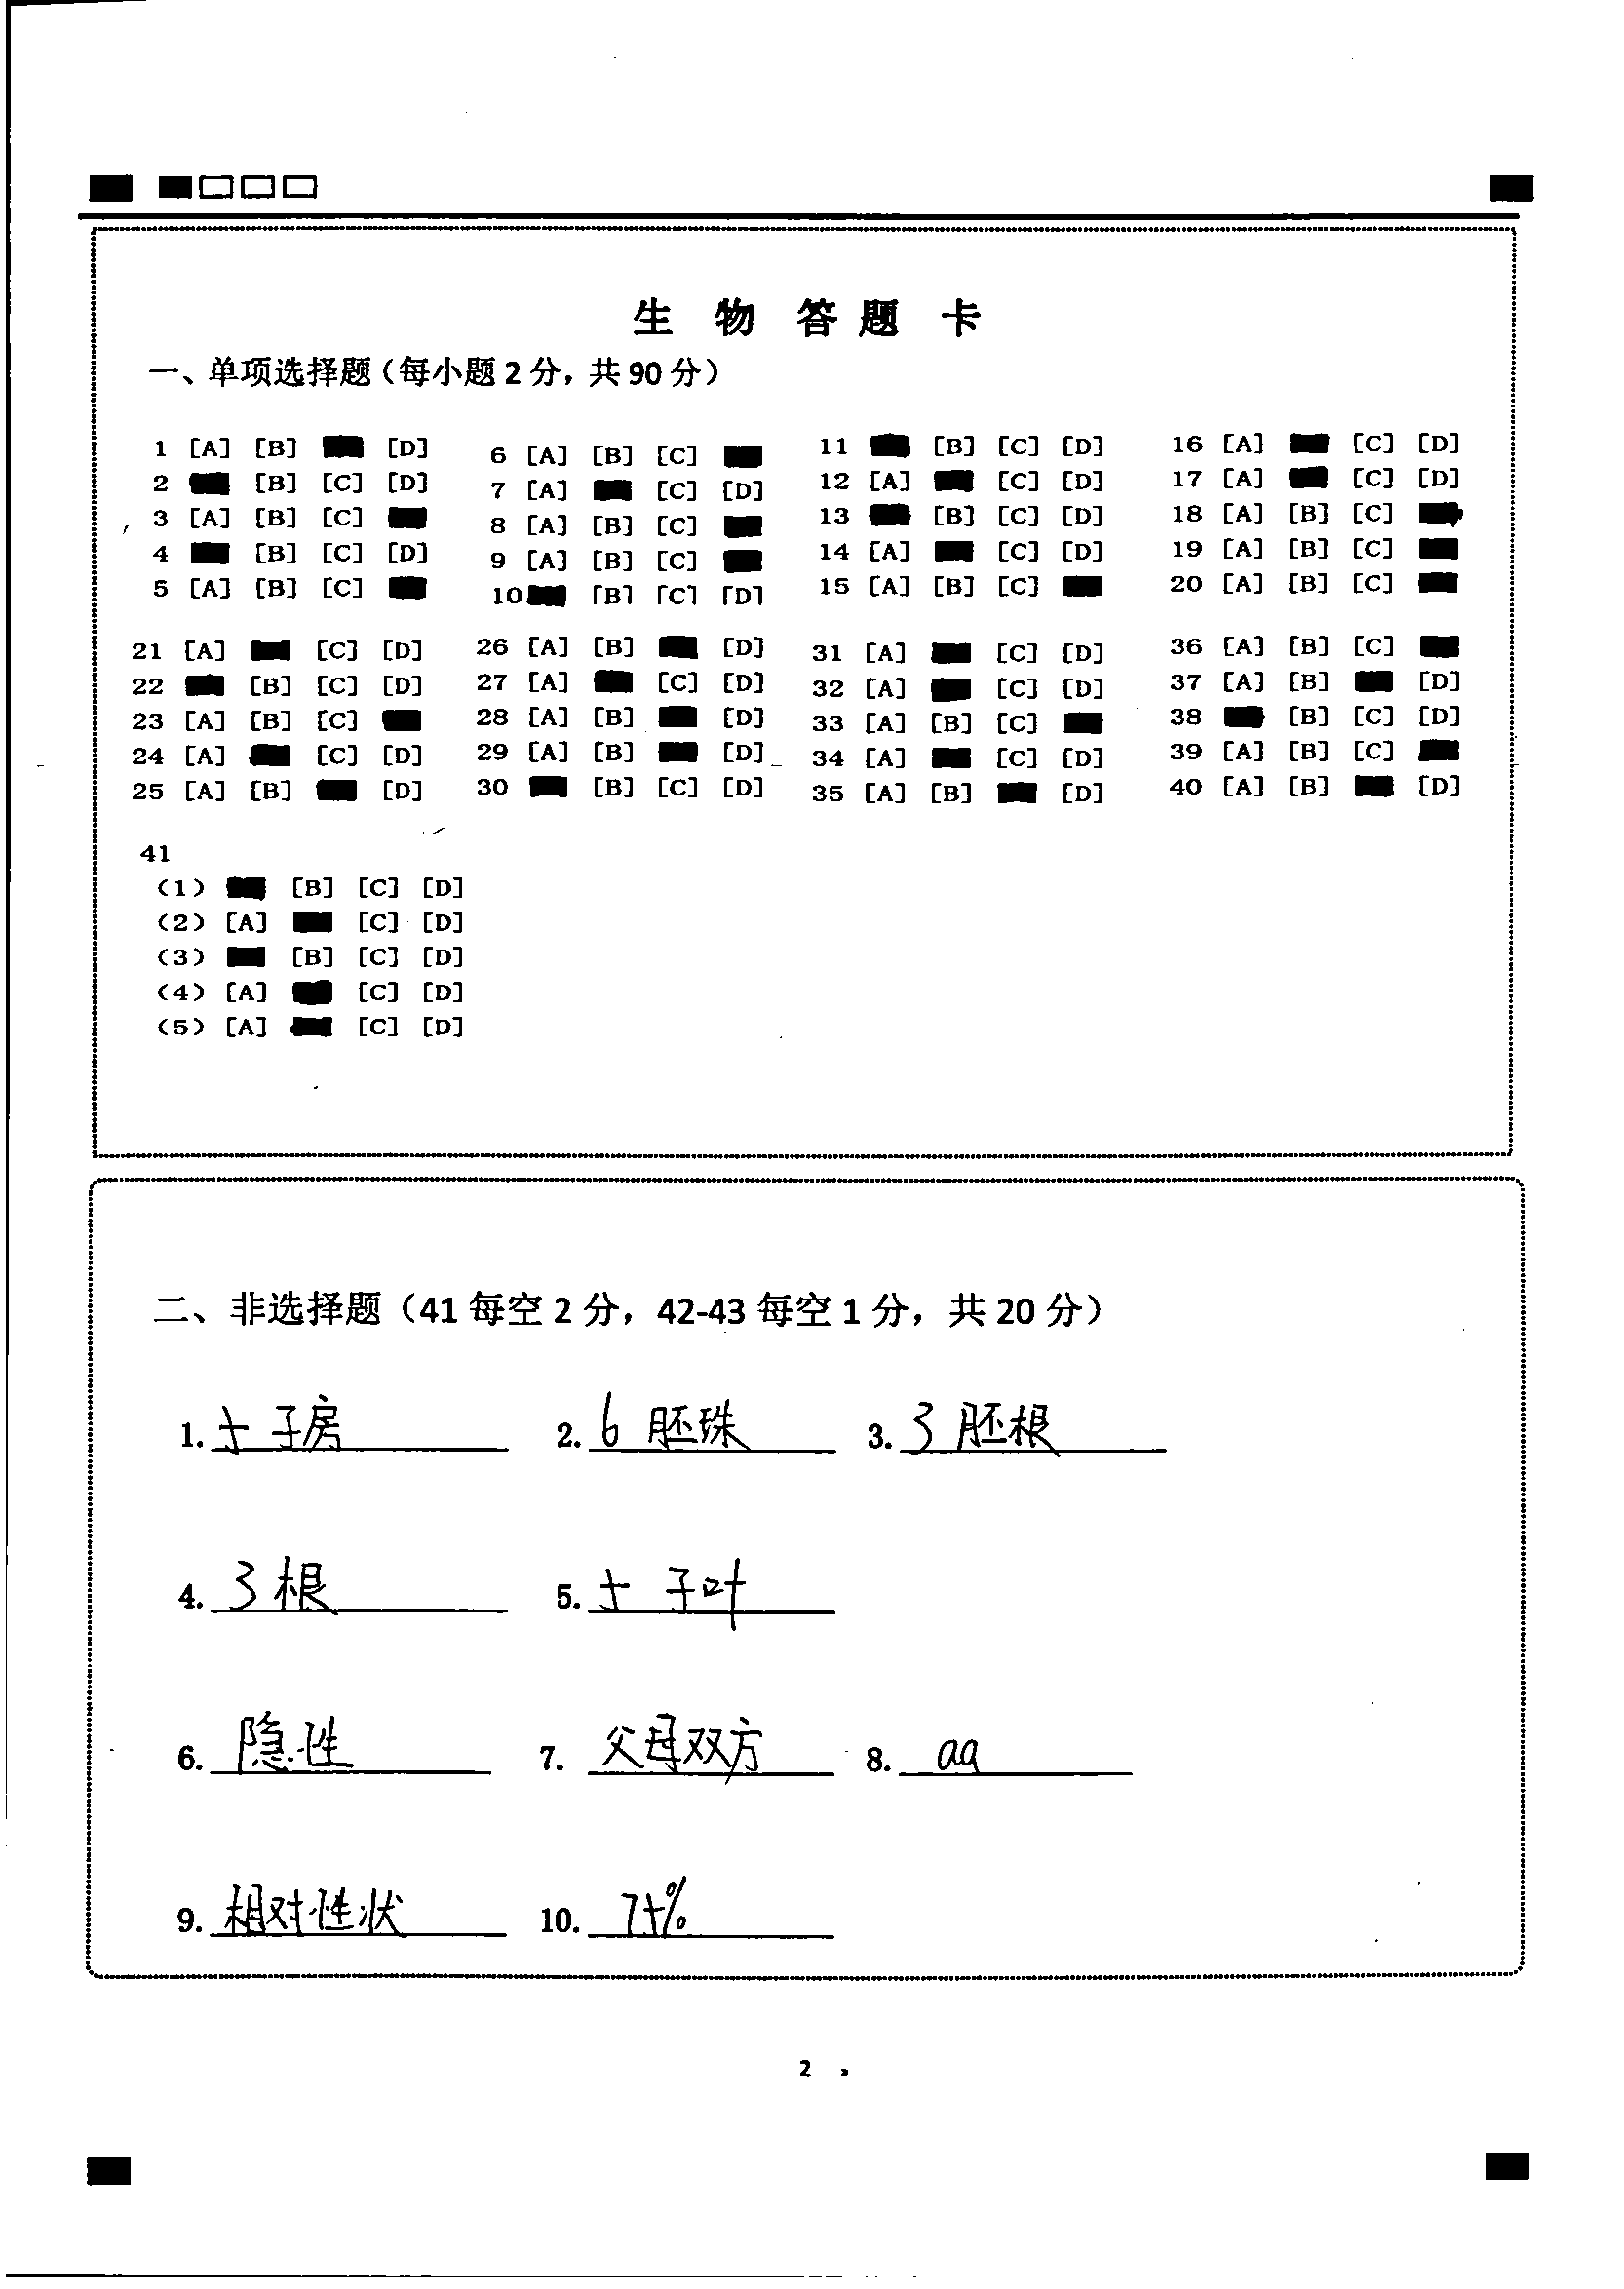 生 物 答 题 卡
一、单项选择题(每小题 2 分，共 90 分)
1 [A] [B] [D] 6 [A] [B] [C] 11 [B] [C] [D] 16 [A] [C] [D]
2 [B] [C] [D] 7 [A] [C] [D] 12 [A] [C] [D] 17 [A] [C] [D]
3 [A] [B] [C] 8 [A] [B] [C] 13 [B] [C] [D] 18 [A] [B] [C]
4 [B] [C] [D] 9 [A] [B] [C] 14 [A] [C] [D] 19 [A] [B] [C]
5 [A] [B] [C] 10 [B] [C] [D] 15 [A] [B] [C] 20 [A] [B] [C]
21 [A] [C] [D] 26 [A] [B] [D] 31 [A] [C] [D] 36 [A] [B] [C]
22 [B] [C] [D] 27 [A] [C] [D] 32 [A] [C] [D] 37 [A] [B] [D]
23 [A] [B] [C] 28 [A] [B] [D] 33 [A] [B] [C] 38 [B] [C] [D]
24 [A] [C] [D] 29 [A] [B] [D] 34 [A] [C] [D] 39 [A] [B] [C]
25 [A] [B] [D] 30 [B] [C] [D] 35 [A] [B] [D] 40 [A] [B] [D]
41
(1) [B] [C] [D]
(2) [A] [C] [D]
(3) [B] [C] [D]
(4) [A] [C] [D]
(5) [A] [C] [D]
二、非选择题（41 每空 2 分，42-43 每空 1 分，共 20 分）
1. 5 子房 2. 6 胚珠 3. 3 胚根
4. 3 根 5. 5 子叶
6. 隐性 7. 父母双方 8. aa
9. 相对性状 10. 75%
2